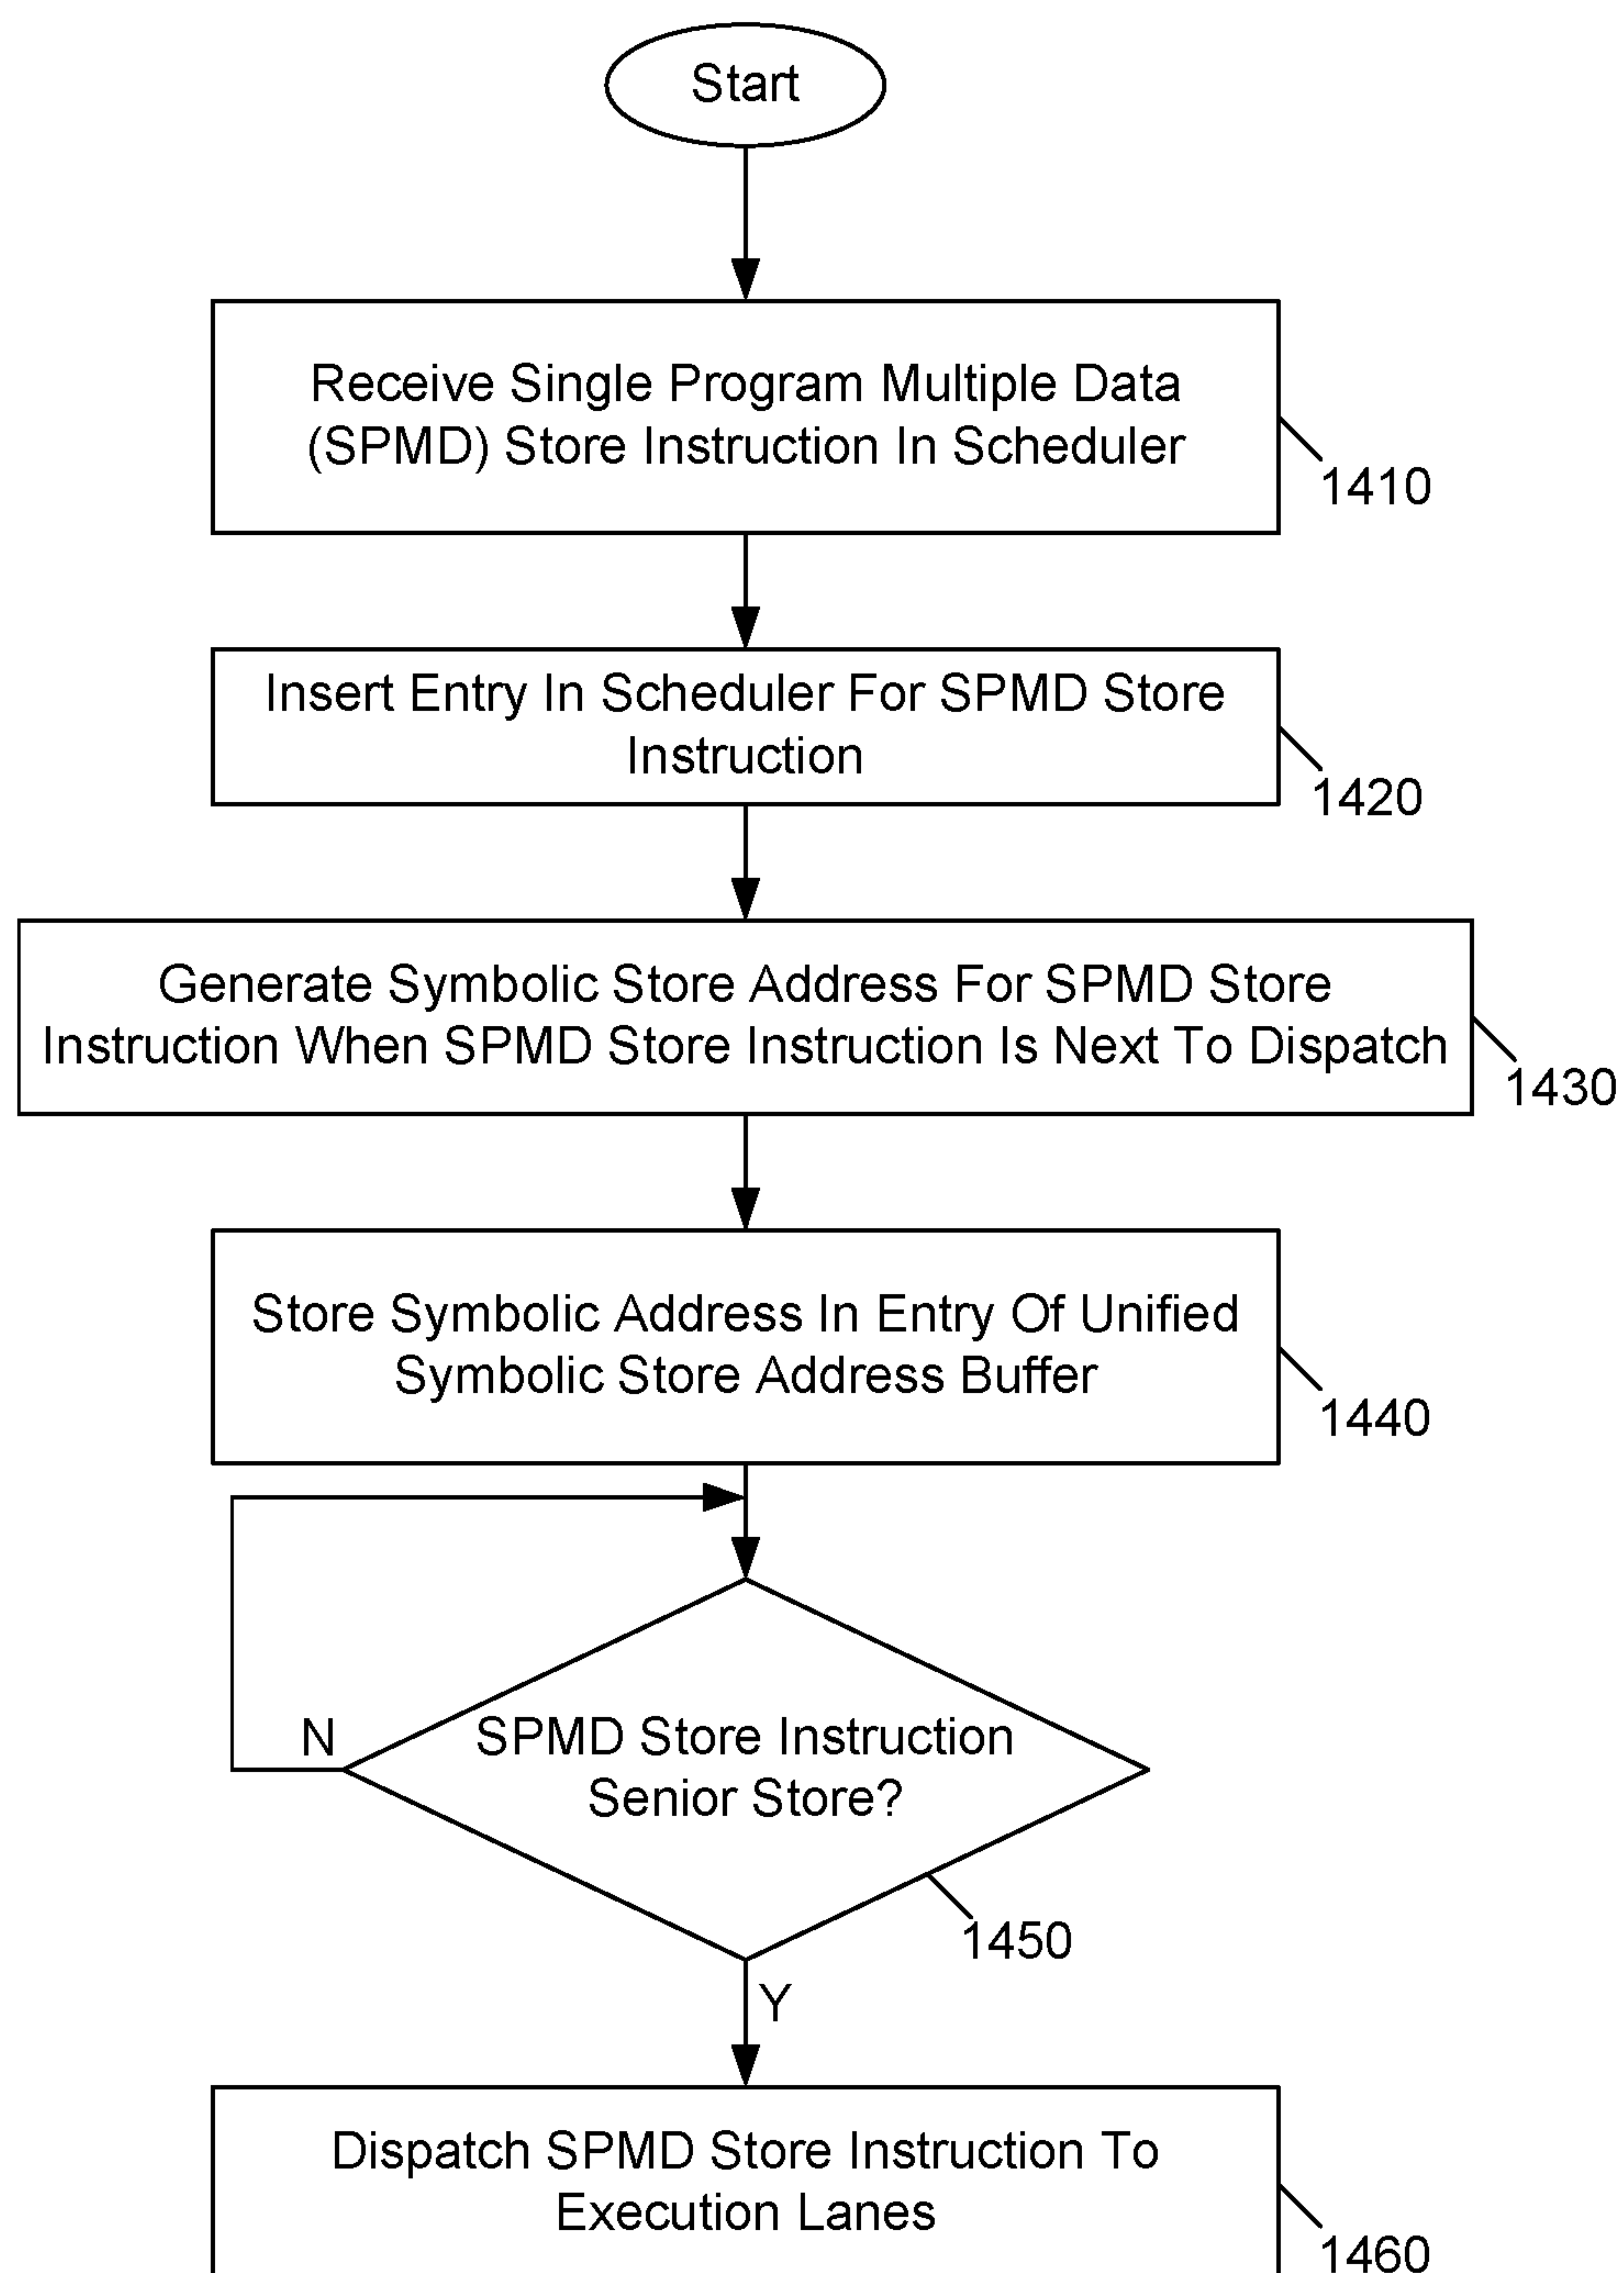 Start
Receive Single Program Multiple Data
(SPMD) Store Instruction In Scheduler
1410
Insert Entry In Scheduler For SPMD Store
Instruction
1420
Generate Symbolic Store Address For SPMD Store
Instruction When SPMD Store Instruction Is Next To Dispatch
1430
Store Symbolic Address In Entry Of Unified
Symbolic Store Address Buffer
1440
N
SPMD Store Instruction
Senior Store?
1450
Y
Dispatch SPMD Store Instruction To
Execution Lanes
1460